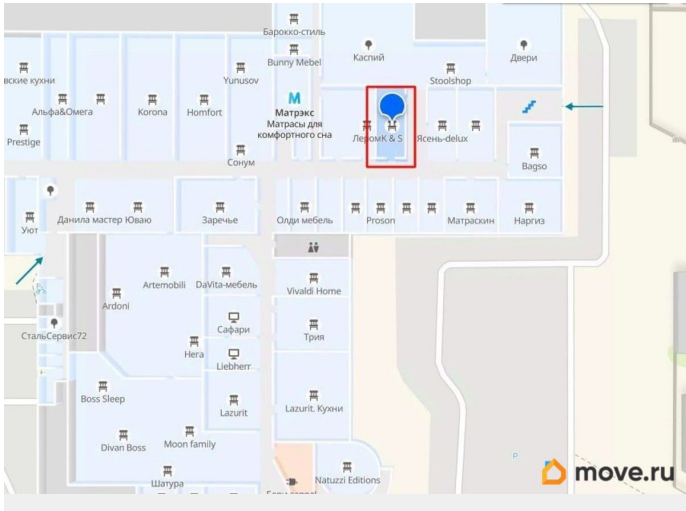 Барокко-стиль
Каспий
Двери
Bunny Mebel
вские кухни
Yunusov
Stoolshop
M
Матрэкс
Матрасы для
комфортного сна
Альфа&Омега
Korona
Homfort
Prestige
Лером
K & S
Ясень-delux
Сонум
Bagso
Уют
Данила мастер
Юваю
Заречье
Олди мебель
Proson
Матраскин
Наргиз
Artemobili
DaVita-мебель
Vivaldi Home
Ardoni
СтальСервис72
Сафари
Трия
Hera
Liebherr
Boss Sleep
Lazurit
Lazurit. Кухни
Divan Boss
Moon family
P
move.ru
Шатура
Natuzzi Editions